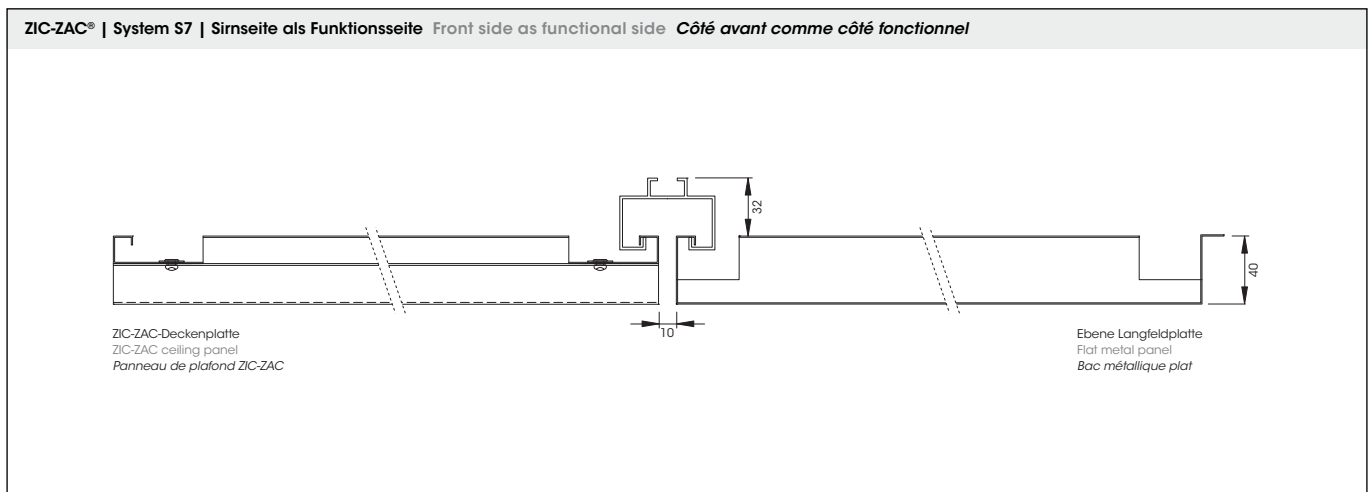 ZIC-ZAC® | System S7 | Sirnseite als Funktionsseite Front side as functional side Côté avant comme côté fonctionnel
32
40
10
ZIC-ZAC-Deckenplatte
ZIC-ZAC ceiling panel
Panneau de plafond ZIC-ZAC
Ebene Langfeldplatte
Flat metal panel
Bac métallique plat